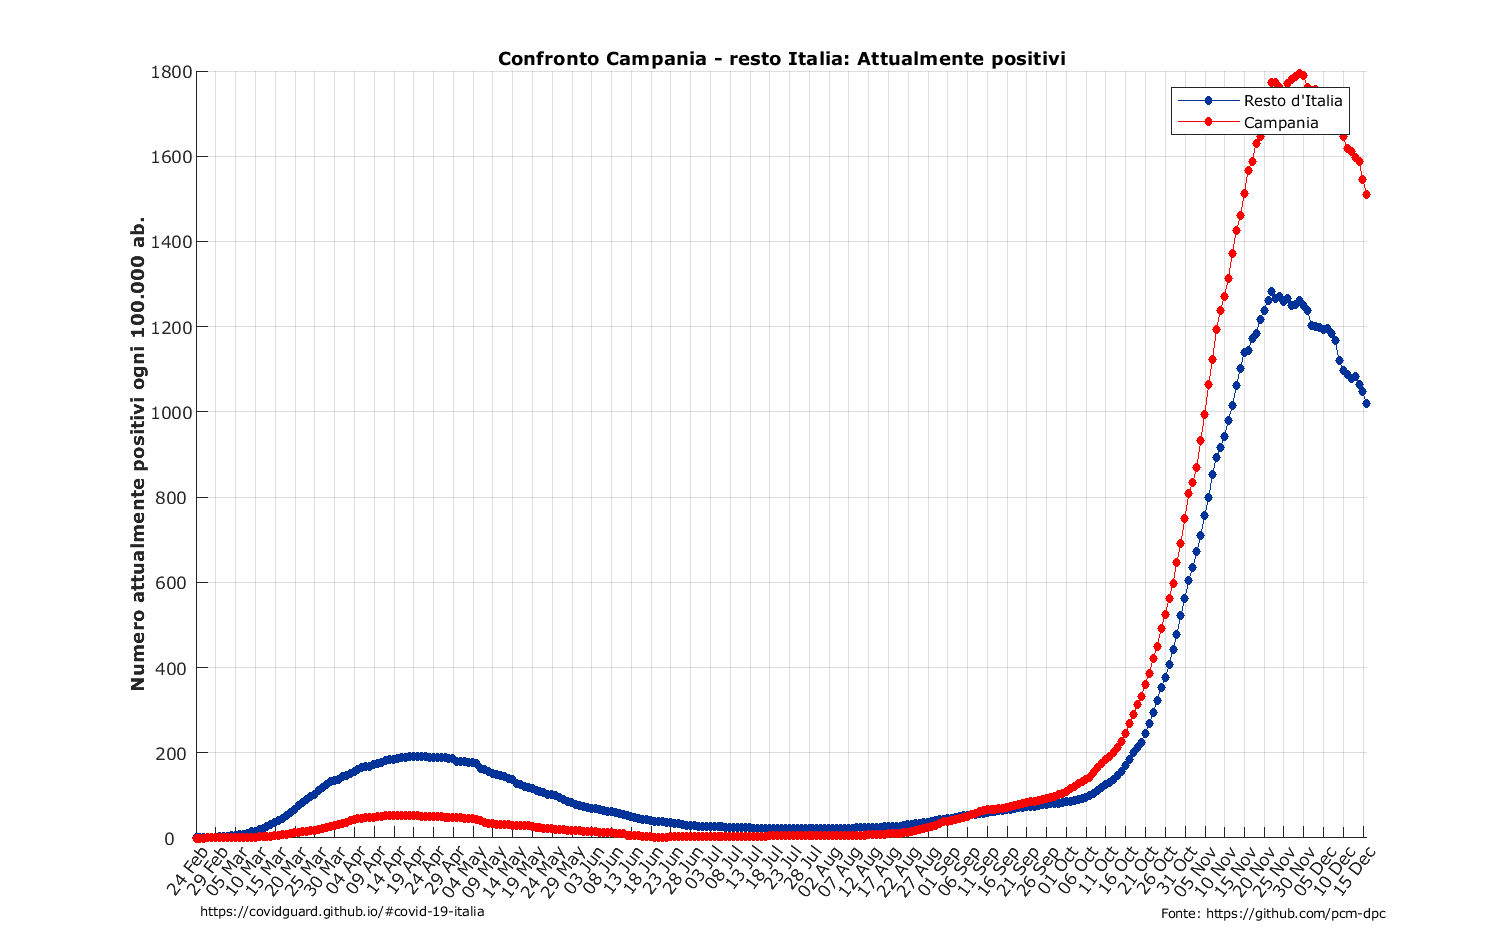 Confronto Campania - resto Italia: Attualmente positivi
Numero attualmente positivi ogni 100.000 ab.
1800
1600
1400
1200
1000
800
600
400
200
0
Resto d'Italia
Campania
24 Feb
29 Feb
05 Mar
10 Mar
15 Mar
20 Mar
25 Mar
30 Mar
04 Apr
09 Apr
14 Apr
19 Apr
24 Apr
29 Apr
04 May
09 May
14 May
19 May
24 May
29 May
03 Jun
08 Jun
13 Jun
18 Jun
23 Jun
28 Jun
03 Jul
08 Jul
13 Jul
18 Jul
23 Jul
28 Jul
02 Aug
07 Aug
12 Aug
17 Aug
22 Aug
27 Aug
01 Sep
06 Sep
11 Sep
16 Sep
21 Sep
26 Sep
01 Oct
06 Oct
11 Oct
16 Oct
21 Oct
26 Oct
31 Oct
05 Nov
10 Nov
15 Nov
20 Nov
25 Nov
30 Nov
05 Dec
10 Dec
15 Dec
https://covidguard.github.io/#covid-19-italia
Fonte: https://github.com/pcm-dpc